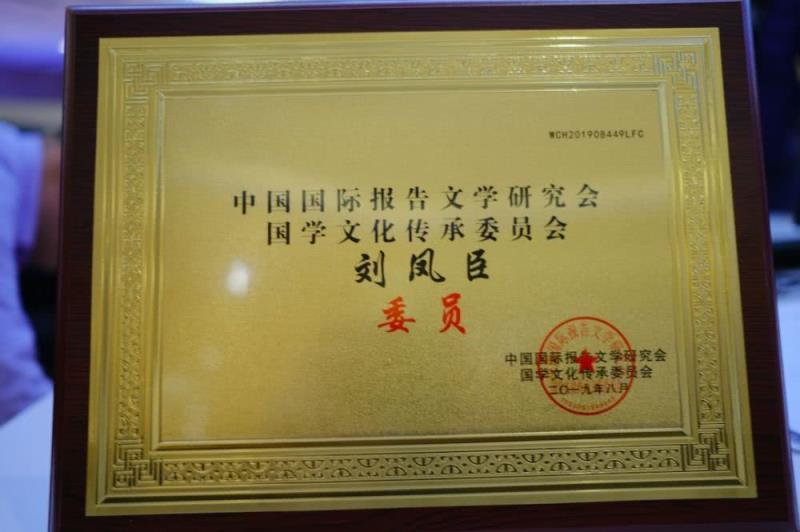 WCH201908449LFC
中国国际报告文学研究会
国学文化传承委员会
刘凤臣
委员
中国国际报告文学研究会
国学文化传承委员会
二〇一九年八月